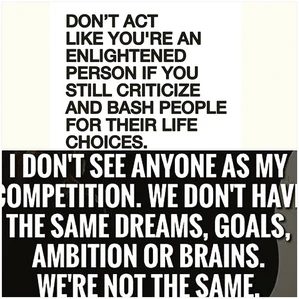 DON'T ACT
LIKE YOU'RE AN
ENLIGHTENED
PERSON IF YOU
STILL CRITICIZE
AND BASH PEOPLE
FOR THEIR LIFE
CHOICES.
I DON'T SEE ANYONE AS MY
COMPETITION. WE DON'T HAVE
THE SAME DREAMS, GOALS,
AMBITION OR BRAINS.
WE'RE NOT THE SAME.